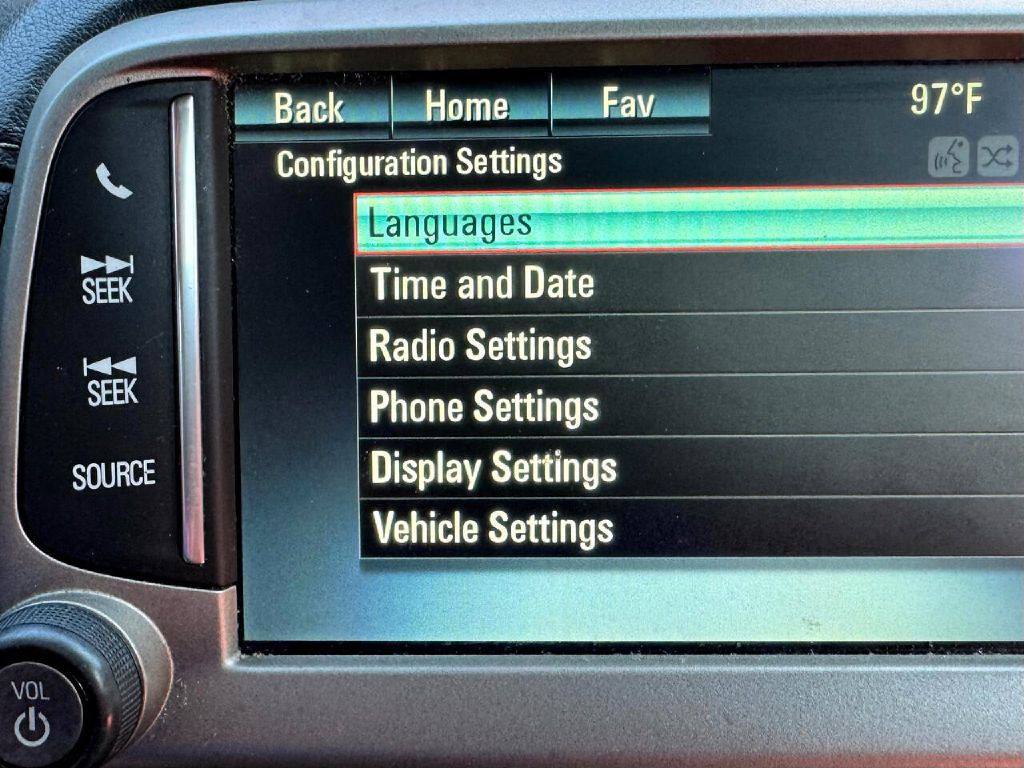 Back Home Fav 97°F
Configuration Settings
Languages
Time and Date
Radio Settings
Phone Settings
Display Settings
Vehicle Settings
SEEK
SEEK
SOURCE
VOL